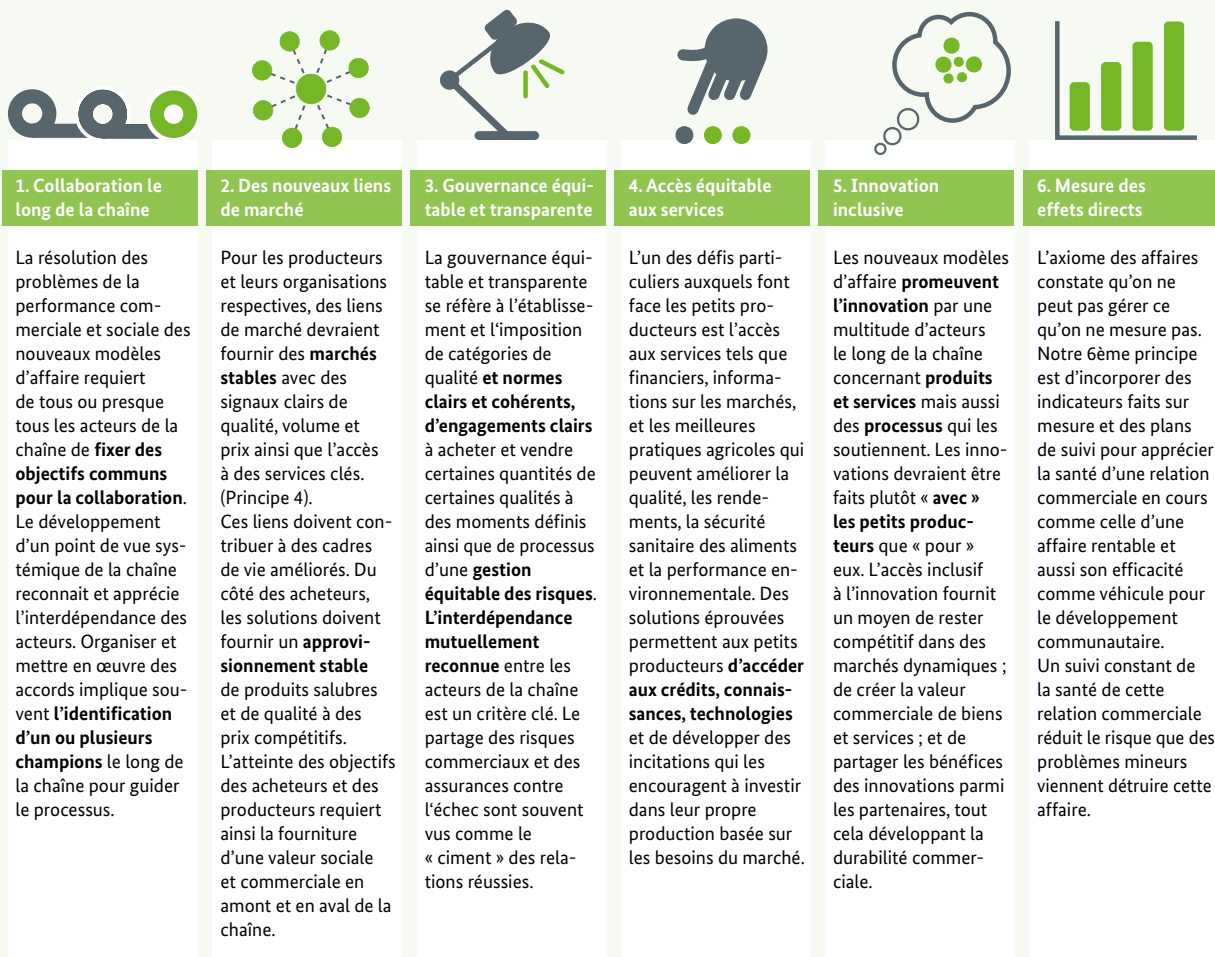 1. Collaboration le
long de la chaîne
La résolution des
problèmes de la
performance com-
merciale et sociale des
nouveaux modèles
d’affaire requiert
de tous ou presque
tous les acteurs de la
chaîne de fixer des
objectifs communs
pour la collaboration.
Le développement
d’un point de vue sys-
témique de la chaîne
reconnait et apprécie
l’interdépendance des
acteurs. Organiser et
mettre en œuvre des
accords implique sou-
vent l’identification
d’un ou plusieurs
champions le long de
la chaîne pour guider
le processus.
2. Des nouveaux liens
de marché
Pour les producteurs
et leurs organisations
respectives, des liens
de marché devraient
fournir des marchés
stables avec des
signaux clairs de
qualité, volume et
prix ainsi que l’accès
à des services clés.
(Principe 4).
Ces liens doivent con-
tribuer à des cadres
de vie améliorés. Du
côté des acheteurs,
les solutions doivent
fournir un approvi-
sionnement stable
de produits salubres
et de qualité à des
prix compétitifs.
L’atteinte des objectifs
des acheteurs et des
producteurs requiert
ainsi la fourniture
d’une valeur sociale
et commerciale en
amont et en aval de la
chaîne.
3. Gouvernance équi-
table et transparente
La gouvernance équi-
table et transparente
se réfère à l’établisse-
ment et l‘imposition
de catégories de
qualité et normes
clairs et cohérents,
d’engagements clairs
à acheter et vendre
certaines quantités de
certaines qualités à
des moments définis
ainsi que de processus
d’une gestion
équitable des risques.
L’interdépendance
mutuellement
reconnue entre les
acteurs de la chaîne
est un critère clé. Le
partage des risques
commerciaux et des
assurances contre
l‘échec sont souvent
vus comme le
« ciment » des rela-
tions réussies.
4. Accès équitable
aux services
L’un des défis parti-
culiers auxquels font
face les petits pro-
ducteurs est l’accès
aux services tels que
financiers, informa-
tions sur les marchés,
et les meilleures
pratiques agricoles qui
peuvent améliorer la
qualité, les rende-
ments, la sécurité
sanitaire des aliments
et la performance en-
vironnementale. Des
solutions éprouvées
permettent aux petits
producteurs d’accéder
aux crédits, connais-
sances, technologies
et de développer des
incitations qui les
encouragent à investir
dans leur propre
production basée sur
les besoins du marché.
5. Innovation
inclusive
Les nouveaux modèles
d’affaire promeuvent
l’innovation par une
multitude d’acteurs
le long de la chaîne
concernant produits
et services mais aussi
des processus qui les
soutiennent. Les inno-
vations devraient être
faits plutôt « avec »
les petits produc-
teurs que « pour »
eux. L’accès inclusif
à l’innovation fournit
un moyen de rester
compétitif dans des
marchés dynamiques ;
de créer la valeur
commerciale de biens
et services ; et de
partager les bénéfices
des innovations parmi
les partenaires, tout
cela développant la
durabilité commer-
ciale.
6. Mesure des
effets directs
L’axiome des affaires
constate qu’on ne
peut pas gérer ce
qu’on ne mesure pas.
Notre 6ème principe
est d’incorporer des
indicateurs faits sur
mesure et des plans
de suivi pour apprécier
la santé d’une relation
commerciale en cours
comme celle d’une
affaire rentable et
aussi son efficacité
comme véhicule pour
le développement
communautaire.
Un suivi constant de
la santé de cette
relation commerciale
réduit le risque que des
problèmes mineurs
viennent détruire cette
affaire.